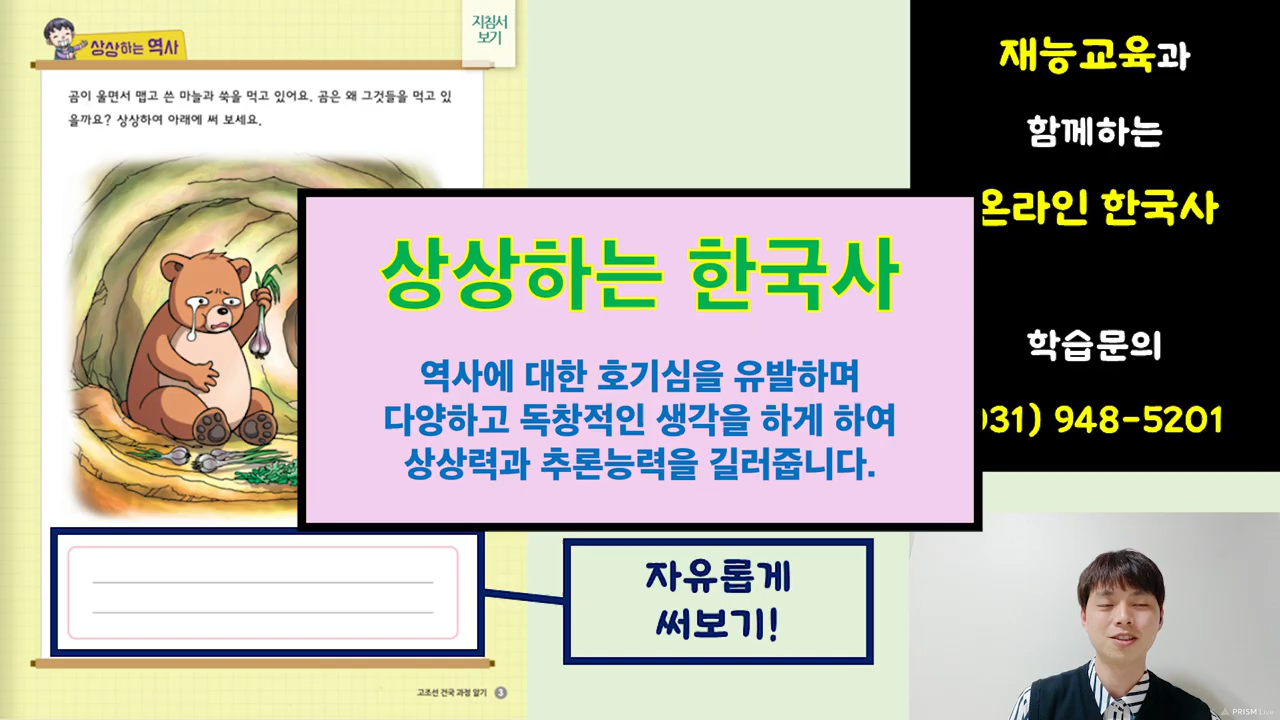 상상하는 역사
지침서
보기
곰이 울면서 맵고 쓴 마늘과 쑥을 먹고 있어요. 곰은 왜 그것들을 먹고 있
을까요? 상상하여 아래에 써 보세요.
상상하는 한국사
역사에 대한 호기심을 유발하며
다양하고 독창적인 생각을 하게 하여
상상력과 추론능력을 길러줍니다.
자유롭게
써보기!
고조선 건국 과정 알기 3
재능교육과
함께하는
온라인 한국사
학습문의
031) 948-5201
PRISM Live